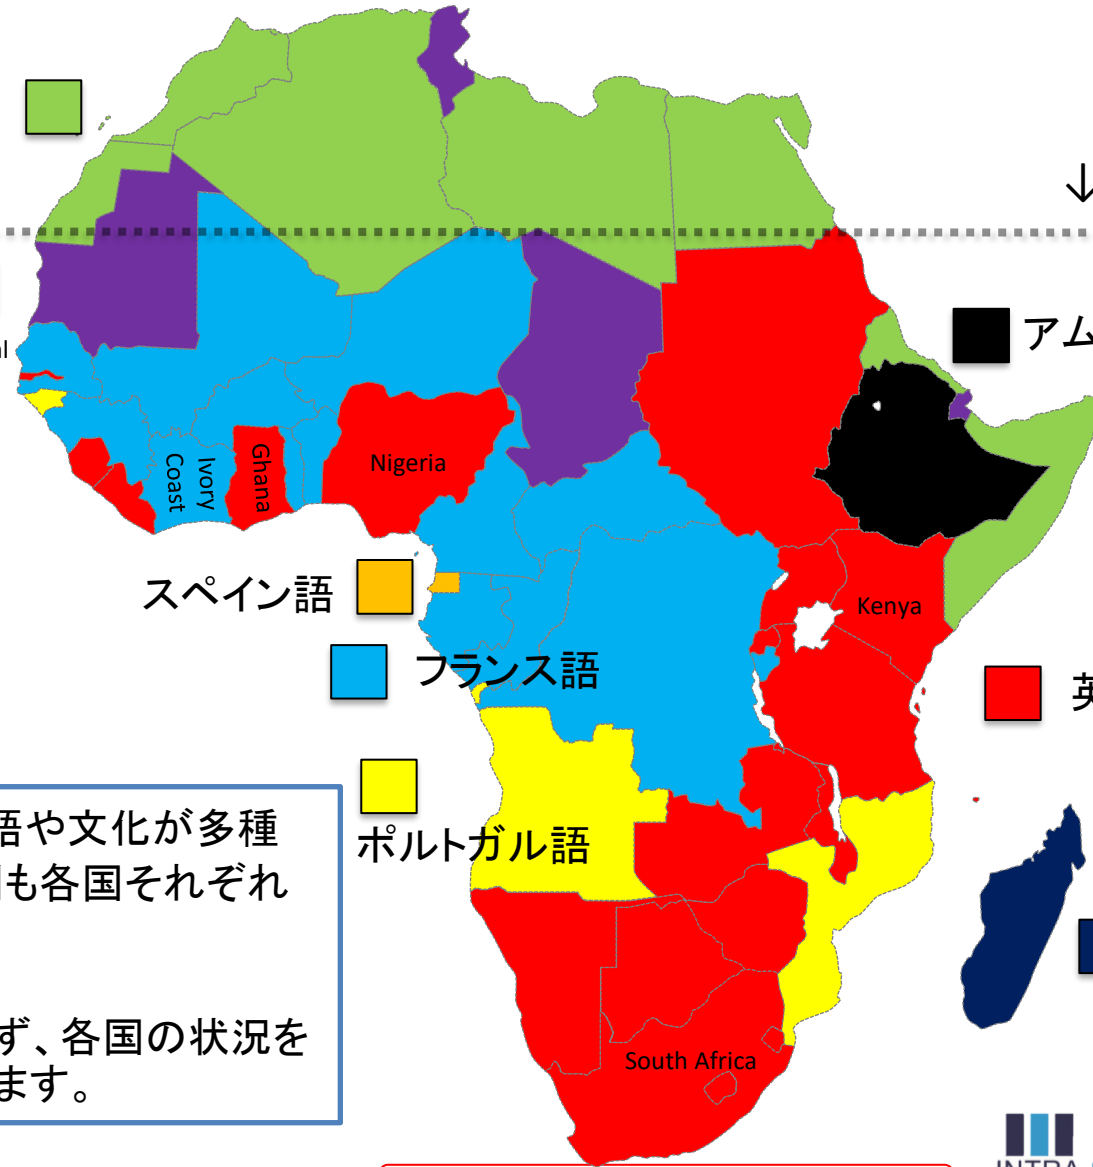 ↓
al
アム
Nigeria
Ghana
Ivory
Coast
スペイン語
Kenya
フランス語
英
ポルトガル語
語や文化が多種
も各国それぞれ
ず、各国の状況を
ます。
South Africa
INTRA